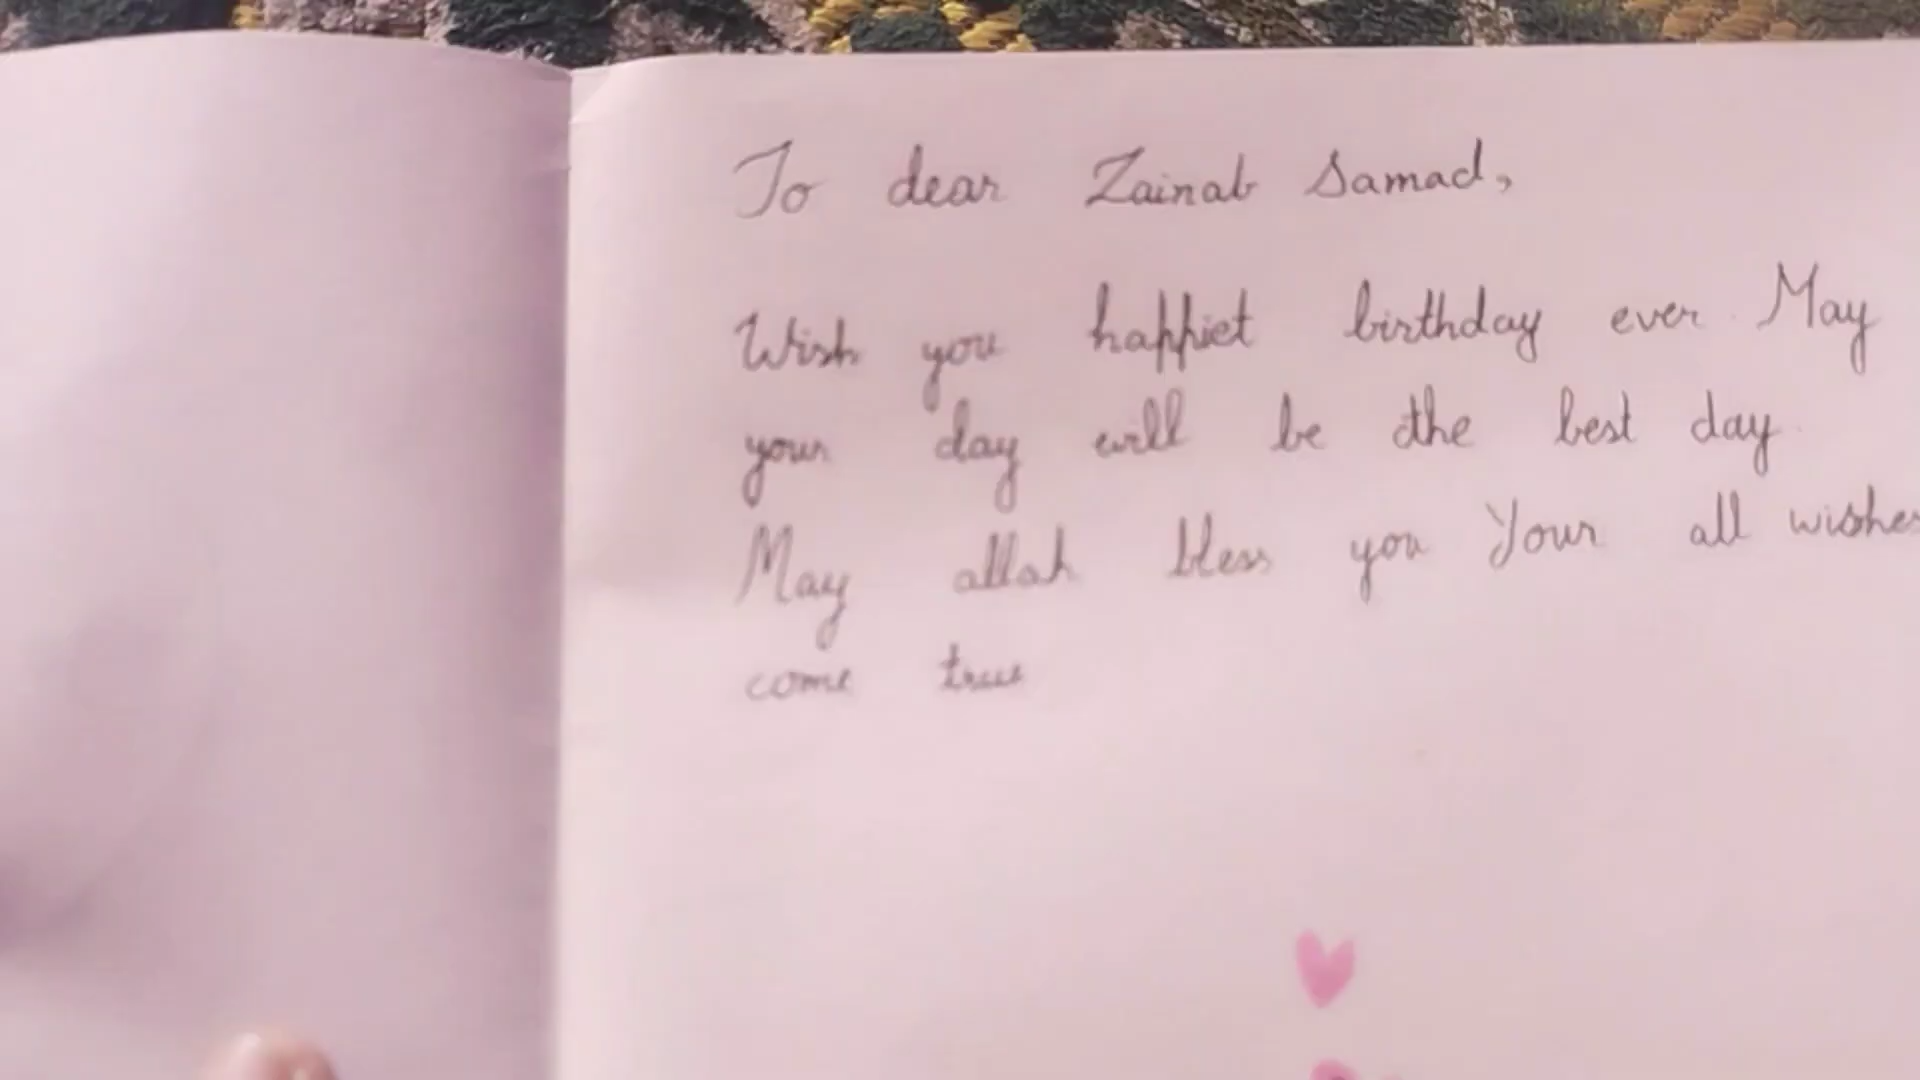 To dear Zainab Samad,
Wish you happiet birthday ever May
your day will be the best day
May allah bless you Your all wishes
come true